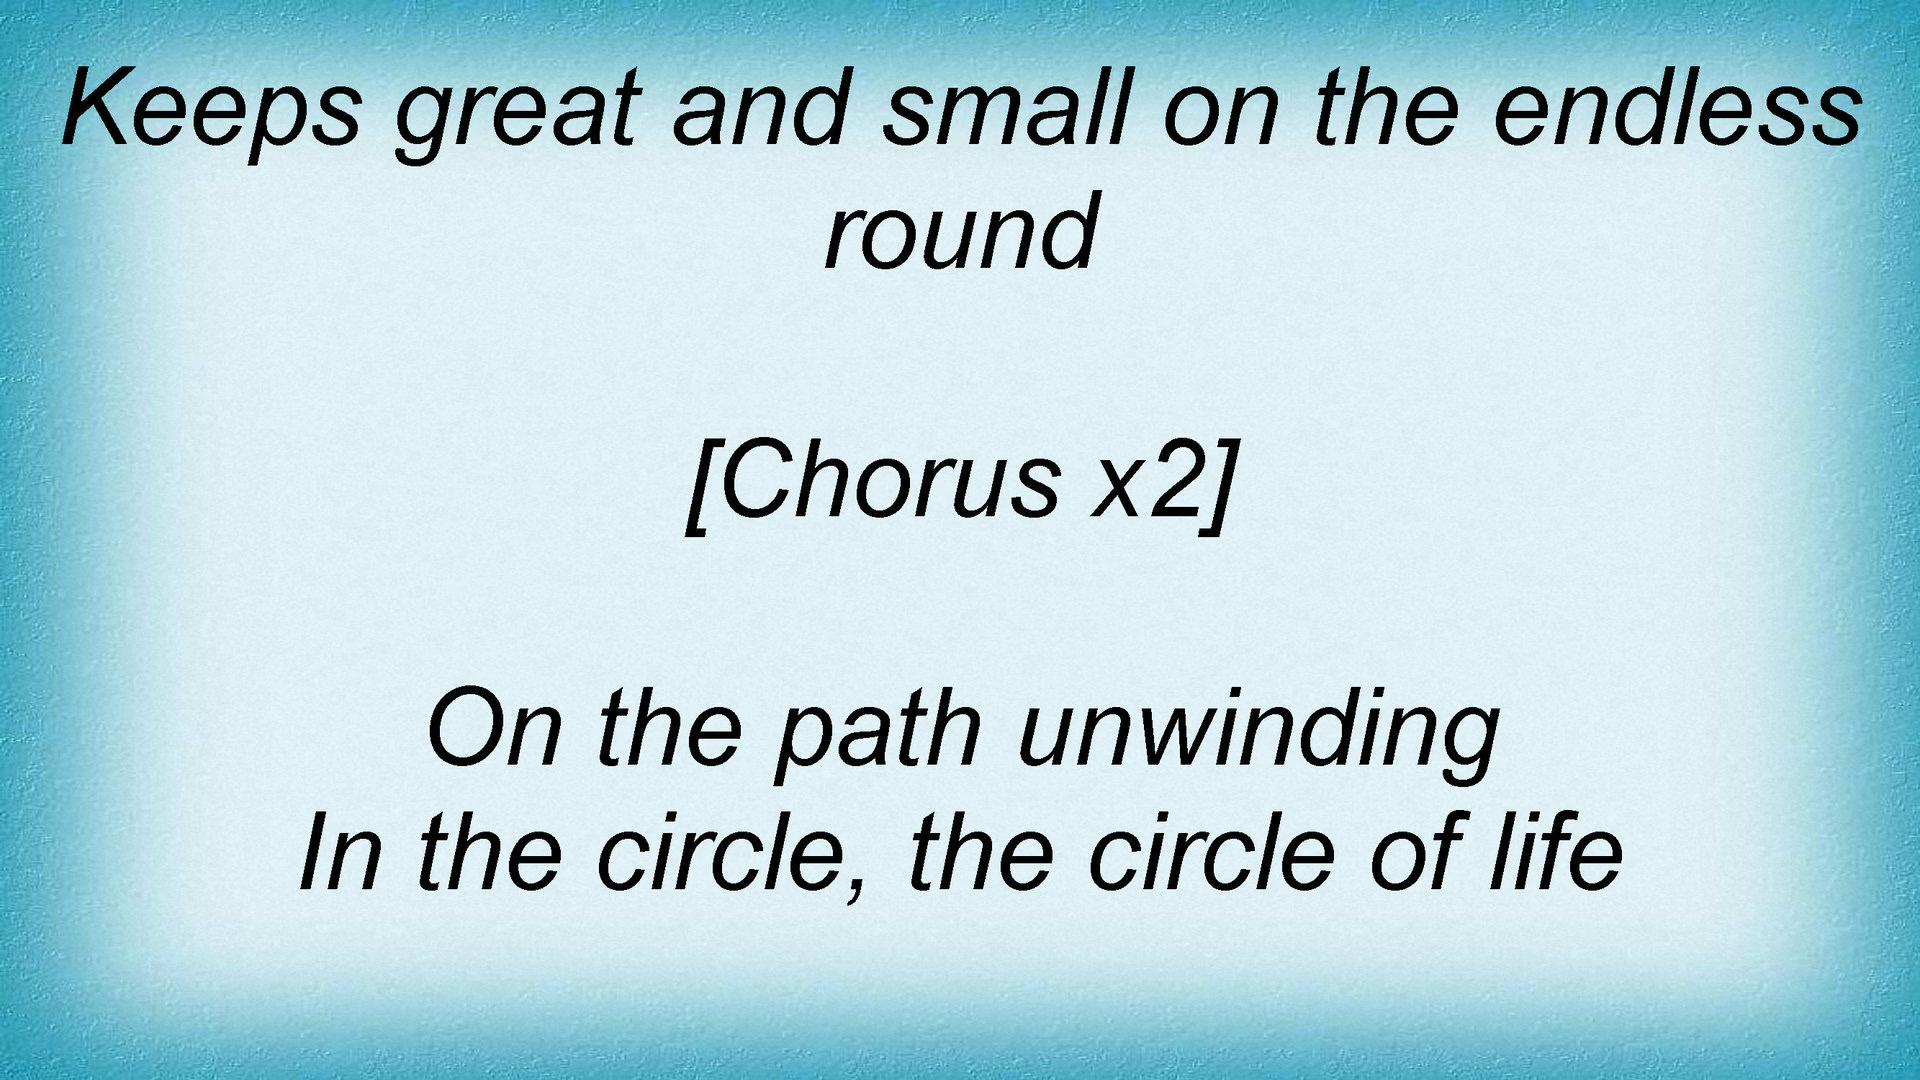 Keeps great and small on the endless
round
[Chorus x2]
On the path unwinding
In the circle, the circle of life